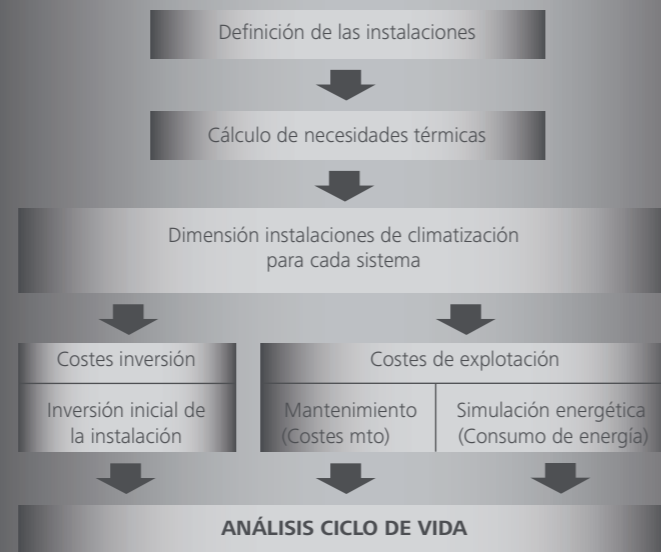 Definición de las instalaciones
Cálculo de necesidades térmicas
Dimensión instalaciones de climatización
para cada sistema
Costes inversión
Inversión inicial de
la instalación
Costes de explotación
Mantenimiento
(Costes mto)
Simulación energética
(Consumo de energía)
ANÁLISIS CICLO DE VIDA